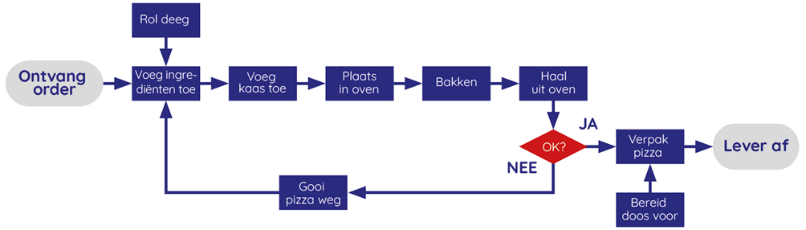 Rol deeg
Ontvang
order
Voeg ingre-
diënten toe
Voeg
kaas toe
Plaats
in oven
Bakken
Haal
uit oven
OK?
JA
NEE
Verpak
pizza
Lever af
Gooi
pizza weg
Bereid
doos voor